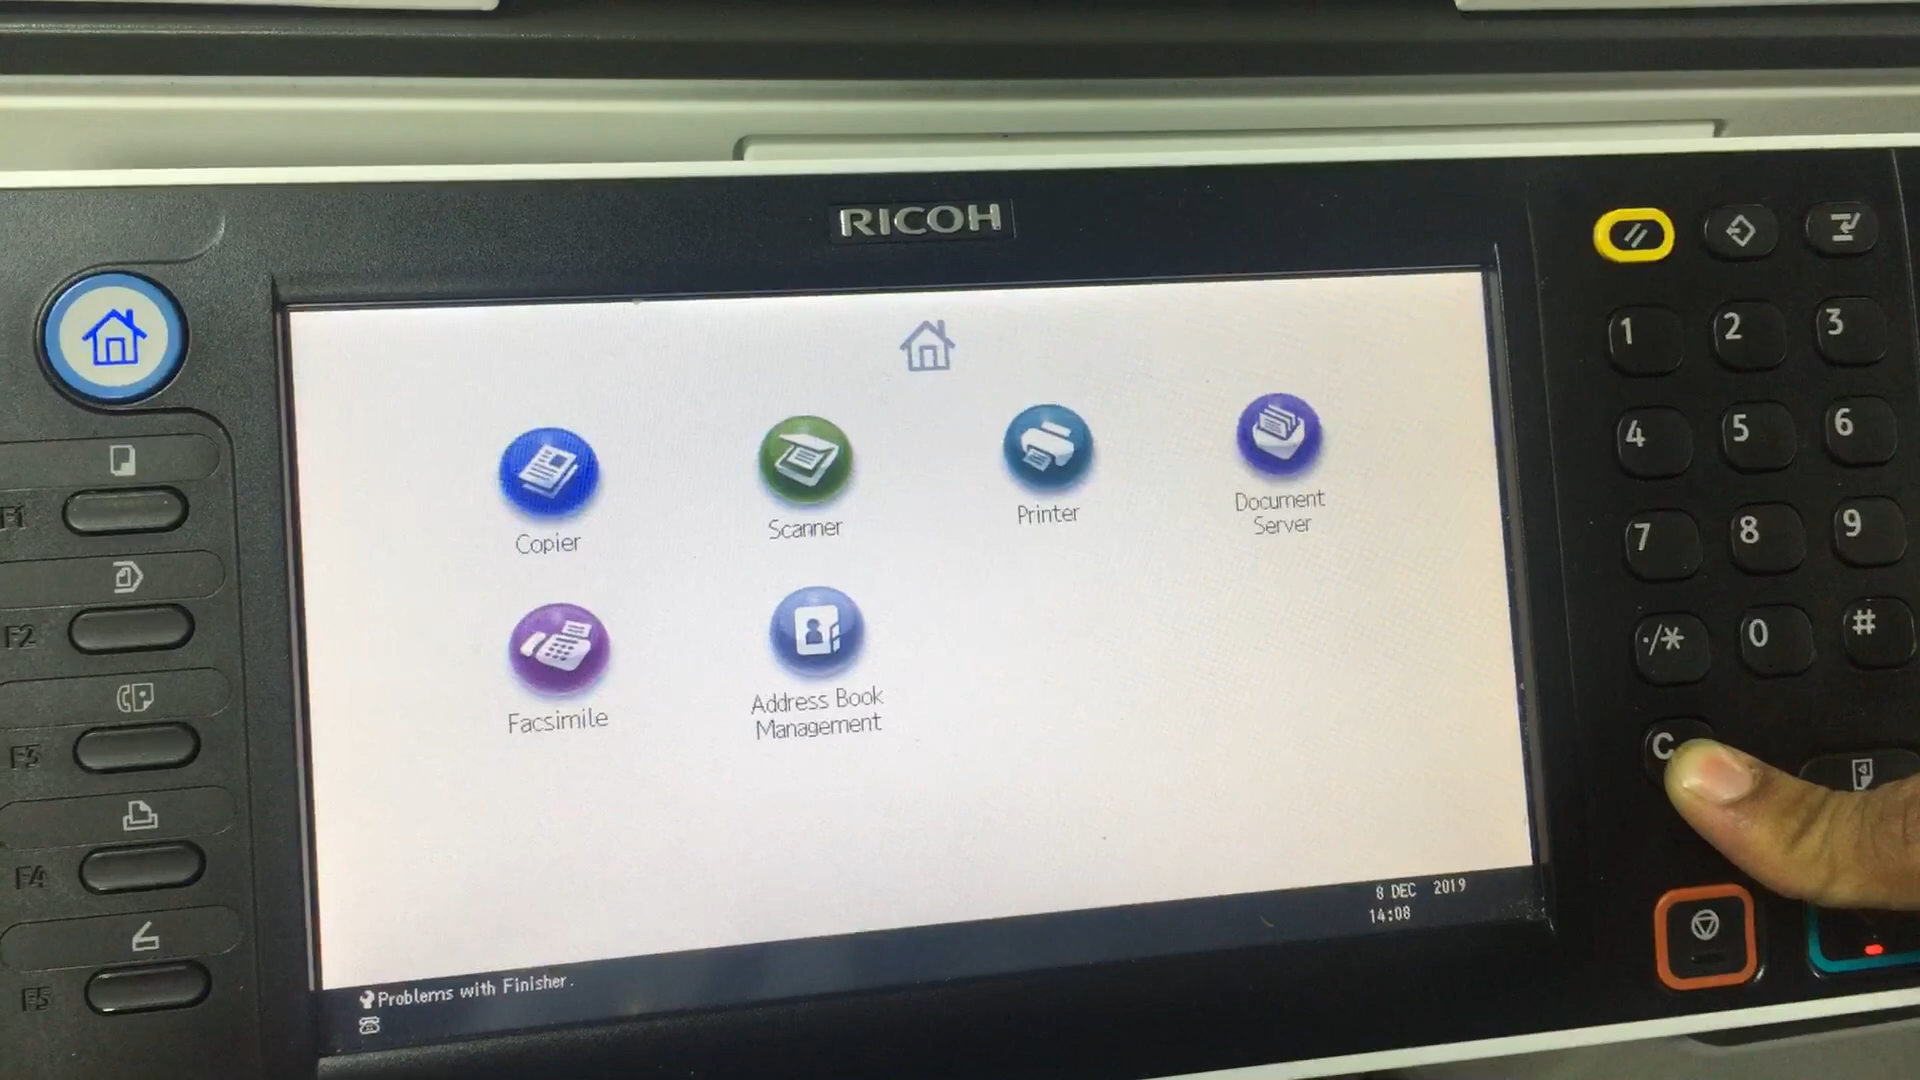 RICOH
1 2 3
4 5 6
7 8 9
·/* 0 #
C
F1
F2
F3
F4
F5
Copier
Scanner
Printer
Document
Server
Facsimile
Address Book
Management
8 DEC 2019
14:08
Problems with Finisher.